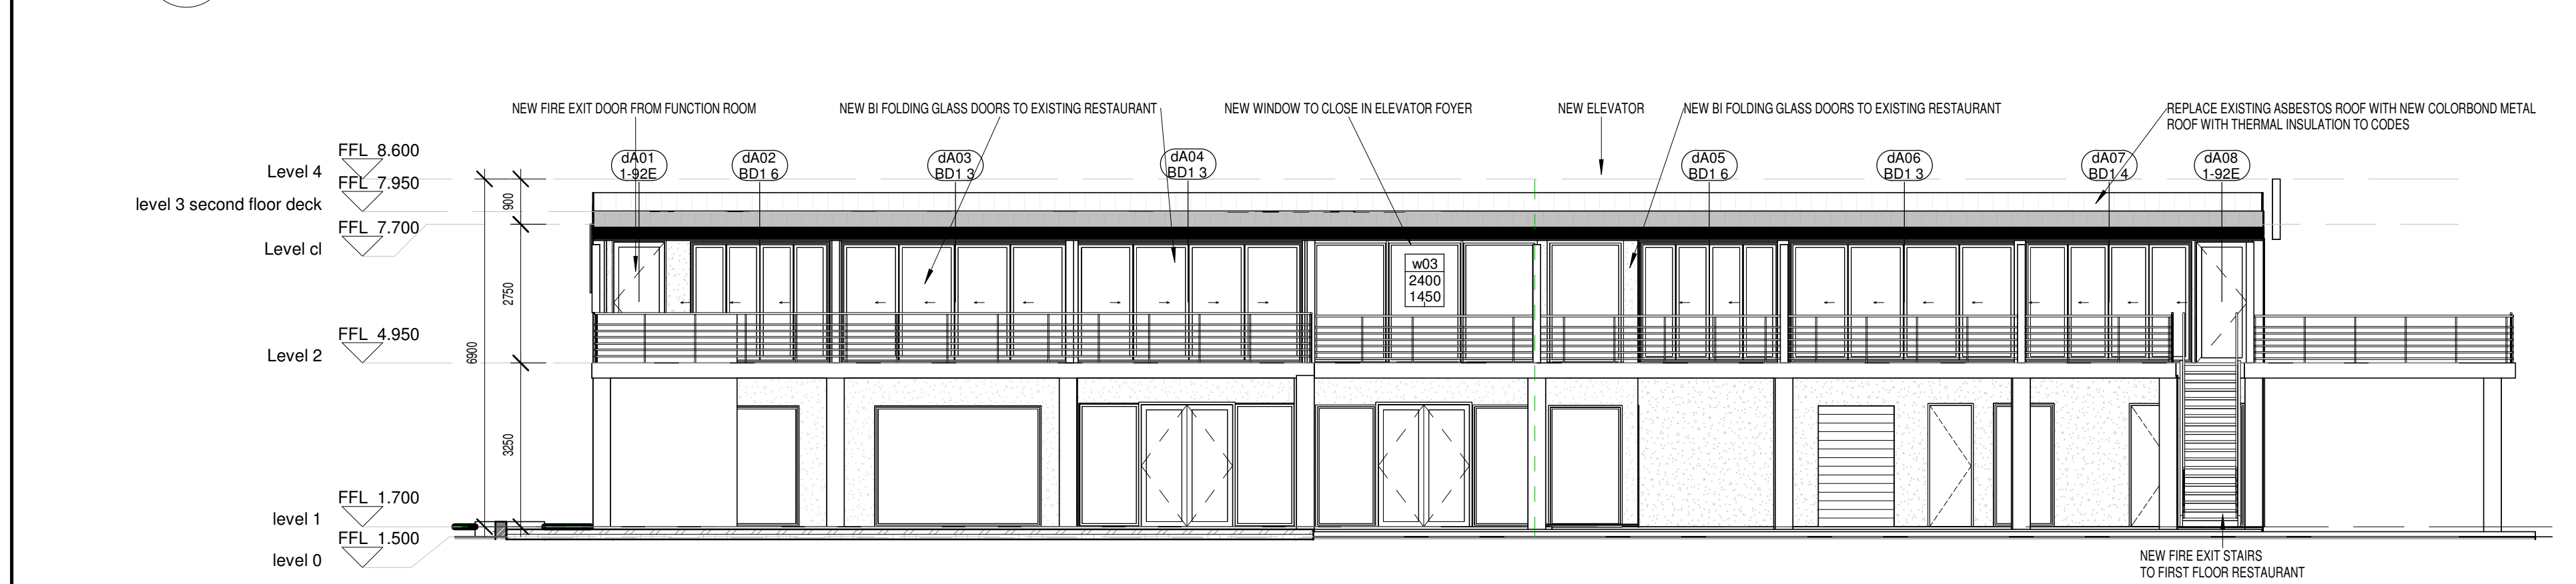 NEW FIRE EXIT DOOR FROM FUNCTION ROOM
NEW BI FOLDING GLASS DOORS TO EXISTING RESTAURANT
NEW WINDOW TO CLOSE IN ELEVATOR FOYER
NEW ELEVATOR
NEW BI FOLDING GLASS DOORS TO EXISTING RESTAURANT
REPLACE EXISTING ASBESTOS ROOF WITH NEW COLORBOND METAL
ROOF WITH THERMAL INSULATION TO CODES
Level 4
FFL 8.600
level 3 second floor deck
FFL 7.950
Level cl
FFL 7.700
Level 2
FFL 4.950
level 1
FFL 1.700
level 0
FFL 1.500
6900
900
2750
3250
dA01
1-92E
dA02
BD1 6
dA03
BD1 3
dA04
BD1 3
dA05
BD1 6
dA06
BD1 3
dA07
BD1 4
dA08
1-92E
w03
2400
1450
NEW FIRE EXIT STAIRS
TO FIRST FLOOR RESTAURANT